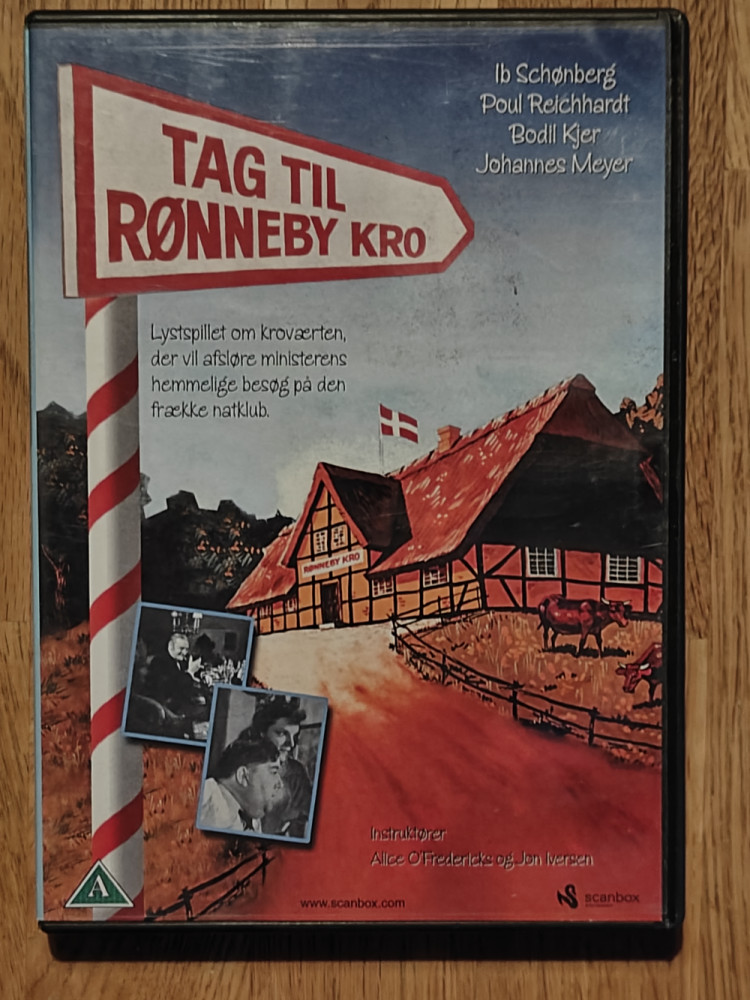 Ib Schønberg
Poul Reichhardt
Bodil Kjer
Johannes Meyer
TAG TIL
RØNNEBY KRO
Lystspillet om kroværten,
der vil afsløre ministerens
hemmelige besøg på den
frække natklub.
RØNNEBY KRO
Instruktører
Alice O'Fredericks og Jon Iversen
A
www.scanbox.com
scanbox